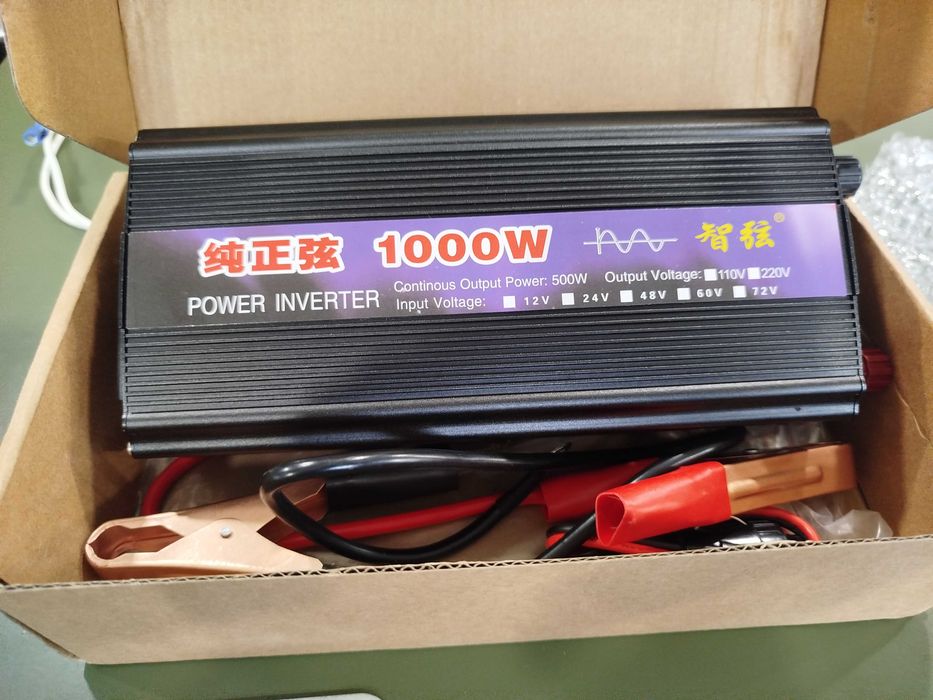 纯正弦 1000W 智弦®
POWER INVERTER
Continous Output Power: 500W Output Voltage: 110V 220V
Input Voltage: 12V 24V 48V 60V 72V